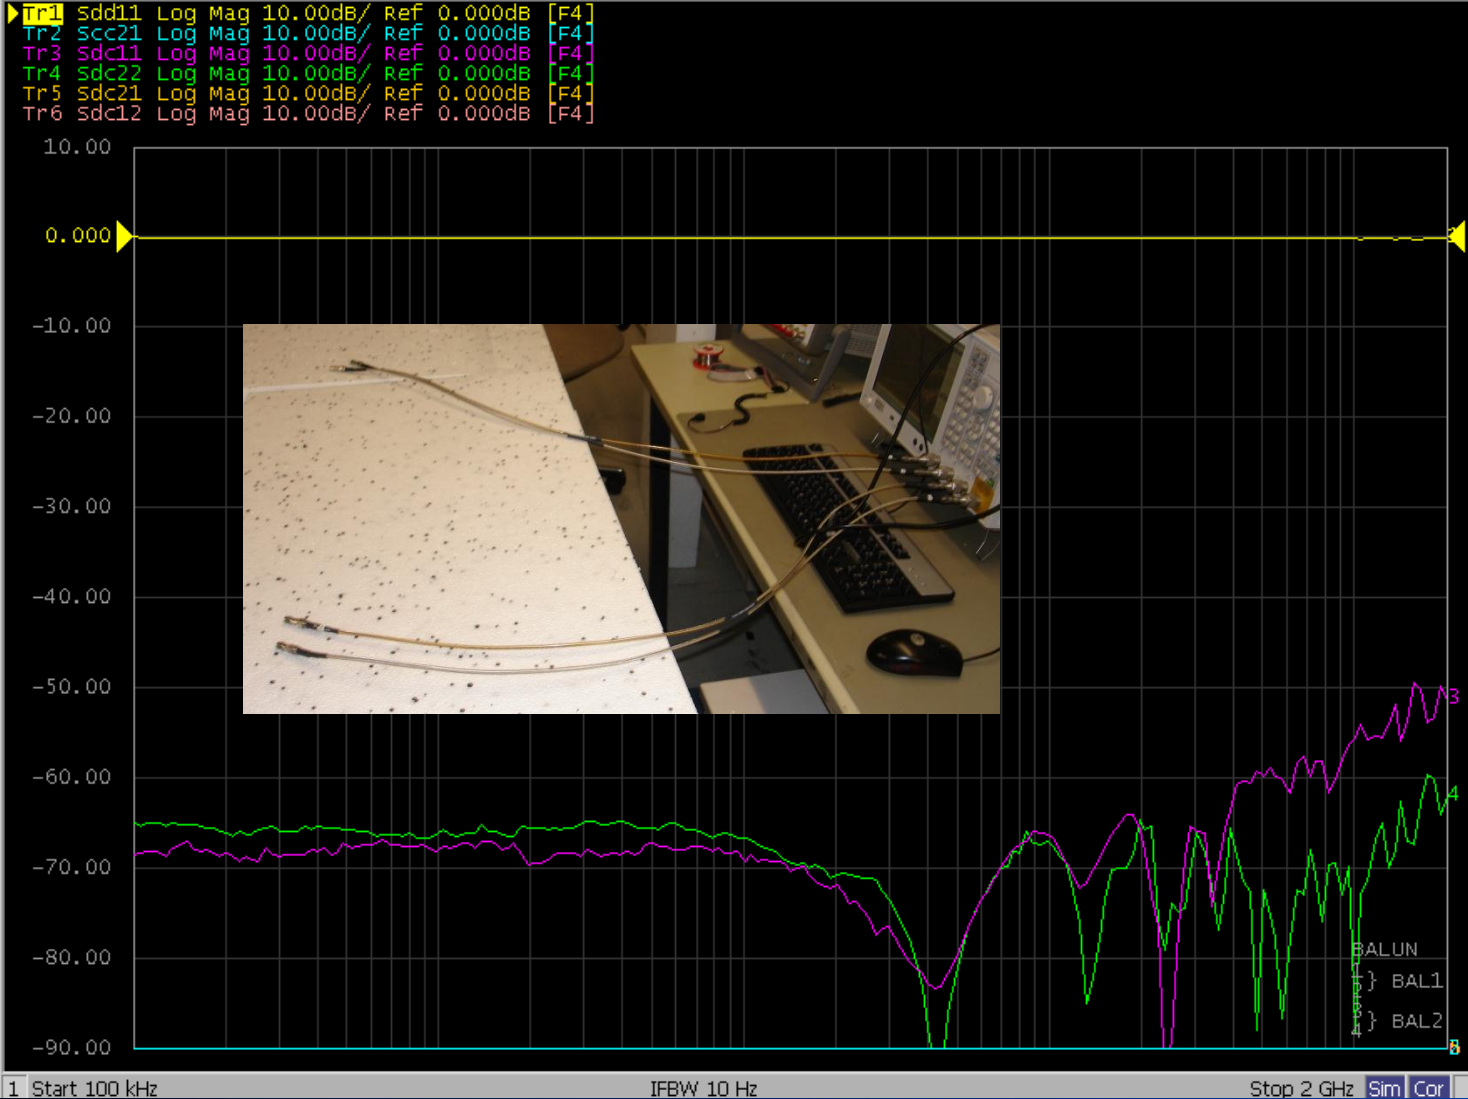 Tr1 Sdd11 Log Mag 10.00dB/ Ref 0.000dB [F4]
Tr2 Scc21 Log Mag 10.00dB/ Ref 0.000dB [F4]
Tr3 Sdc11 Log Mag 10.00dB/ Ref 0.000dB [F4]
Tr4 Sdc22 Log Mag 10.00dB/ Ref 0.000dB [F4]
Tr5 Sdc21 Log Mag 10.00dB/ Ref 0.000dB [F4]
Tr6 Sdc12 Log Mag 10.00dB/ Ref 0.000dB [F4]
10.00
0.000
-10.00
-20.00
-30.00
-40.00
-50.00
3
-60.00
4
-70.00
-80.00
BALUN
} BAL1
} BAL2
-90.00
1 Start 100 kHz IFBW 10 Hz Stop 2 GHz Sim Cor